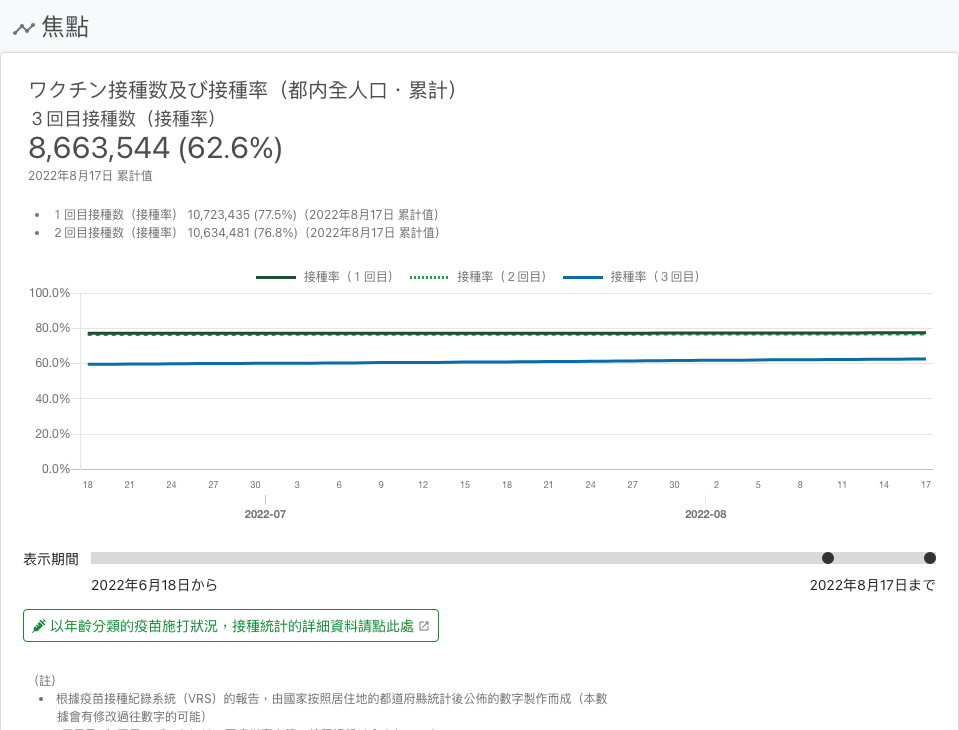 焦點
ワクチン接種数及び接種率（都内全人口・累計）
３回目接種数（接種率）
8,663,544 (62.6%)
2022年8月17日 累計值
• １回目接種数（接種率） 10,723,435 (77.5%)（2022年8月17日 累計値）
• ２回目接種数（接種率） 10,634,481 (76.8%)（2022年8月17日 累計値）
接種率（１回目） 接種率（２回目） 接種率（３回目）
100.0%
80.0%
60.0%
40.0%
20.0%
0.0%
18 21 24 27 30 3 6 9 12 15 18 21 24 27 30 2 5 8 11 14 17
2022-07 2022-08
表示期間
2022年6月18日から 2022年8月17日まで
以年齡分類的疫苗施打狀況，接種統計的詳細資料請點此處
（註）
• 根據疫苗接種紀錄系統（VRS）的報告，由國家按照居住地的都道府縣統計後公佈的數字製作而成（本數
據會有修改過往數字的可能）